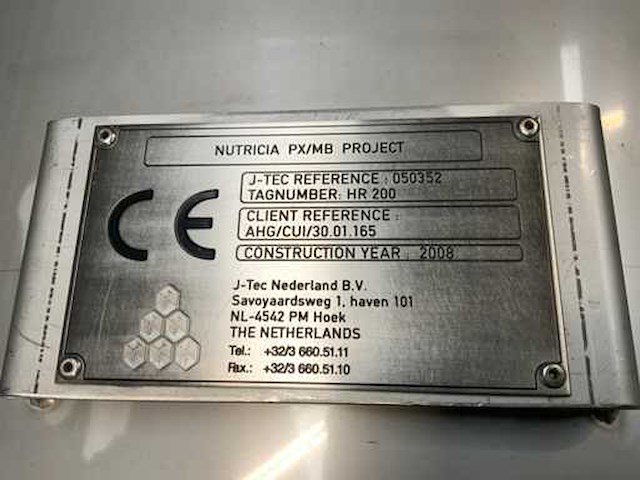 NUTRICIA PX/MB PROJECT
J-TEC REFERENCE : 050352
TAGNUMBER: HR 200
CLIENT REFERENCE :
AHG/CUI/30.01.165
CONSTRUCTION YEAR : 2008
CE
J-Tec Nederland B.V.
Savoyaardsweg 1, haven 101
NL-4542 PM Hoek
THE NETHERLANDS
Tel.: +32/3 660.51.11
Fax.: +32/3 660.51.10